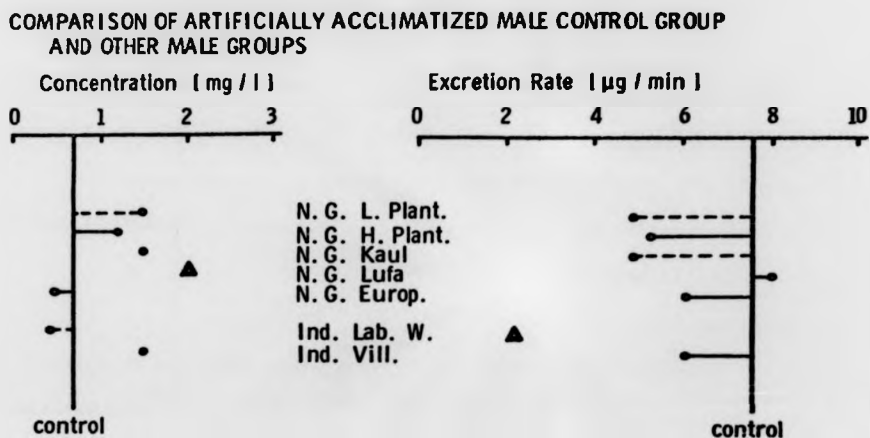 COMPARISON OF ARTIFICIALLY ACCLIMATIZED MALE CONTROL GROUP
AND OTHER MALE GROUPS
Concentration [ mg / l ]
Excretion Rate [ µg / min ]
0 1 2 3
0 2 4 6 8 10
N. G. L. Plant.
N. G. H. Plant.
N. G. Kaul
N. G. Lufa
N. G. Europ.
Ind. Lab. W.
Ind. Vill.
control
control